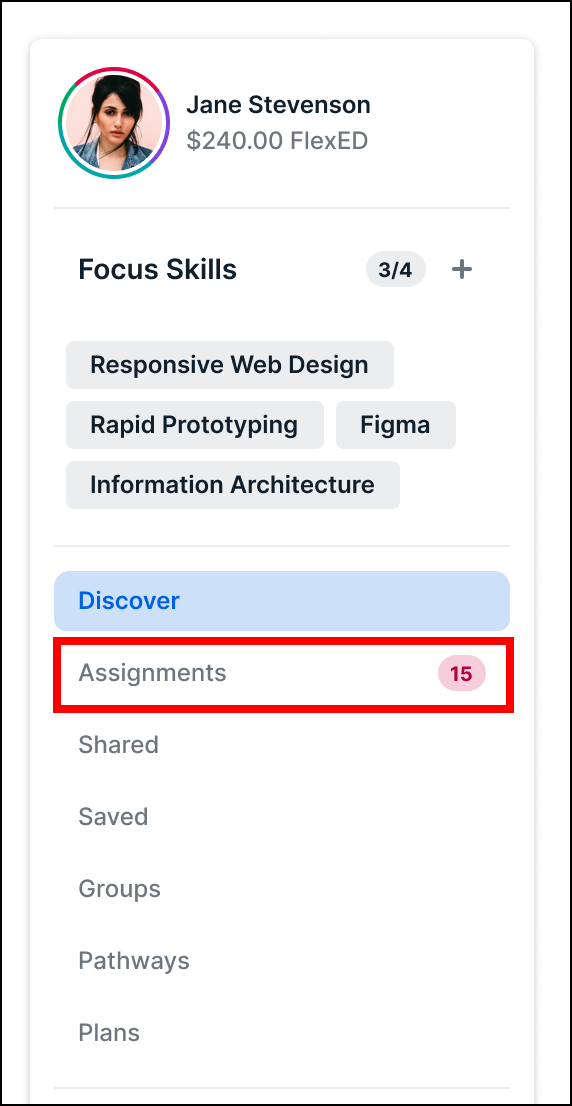 Jane Stevenson
$240.00 FlexED
Focus Skills 3/4 +
Responsive Web Design
Rapid Prototyping Figma
Information Architecture
Discover
Assignments 15
Shared
Saved
Groups
Pathways
Plans